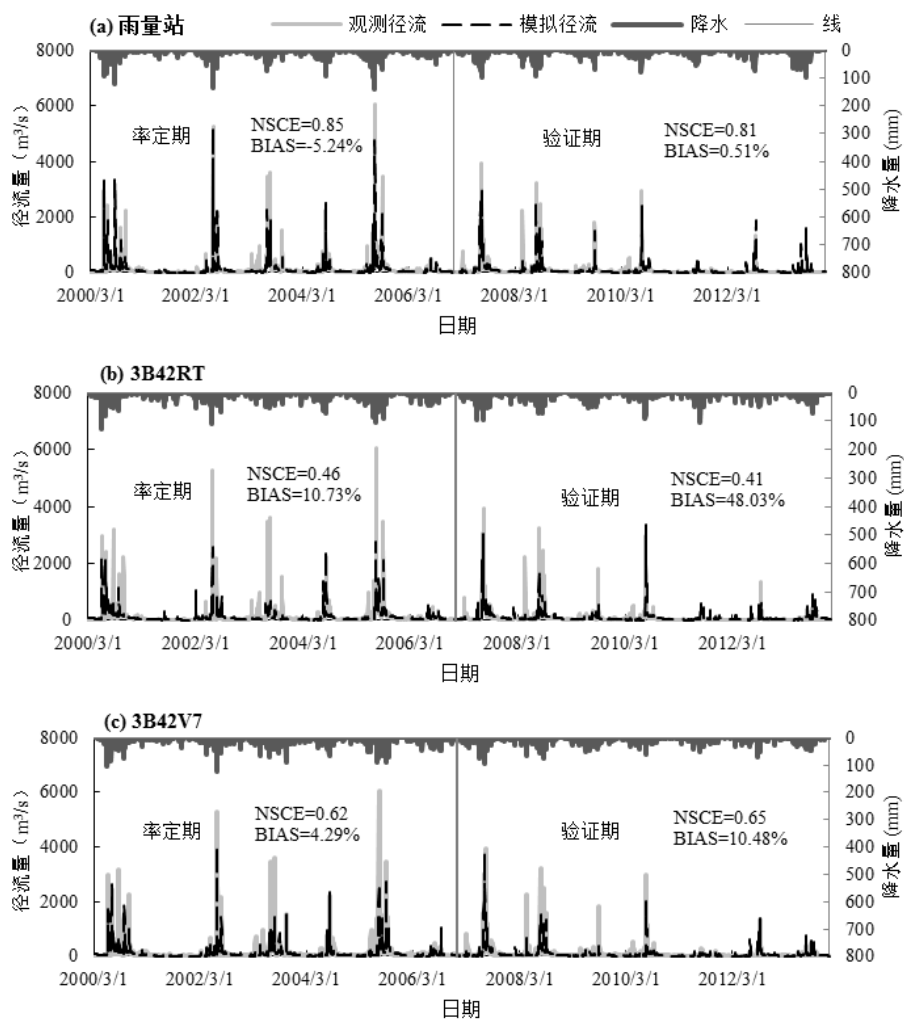 (a) 雨量站
观测径流 模拟径流 降水 线
8000 0
6000 100
200
4000 300
400
2000 500
600
0 700
800
径流量（m³/s）
降水量 (mm)
率定期
NSCE=0.85
BIAS=-5.24%
验证期
NSCE=0.81
BIAS=0.51%
2000/3/1 2002/3/1 2004/3/1 2006/3/1 2008/3/1 2010/3/1 2012/3/1
日期
(b) 3B42RT
8000 0
6000 100
200
4000 300
400
2000 500
600
0 700
800
径流量（m³/s）
降水量 (mm)
率定期
NSCE=0.46
BIAS=10.73%
验证期
NSCE=0.41
BIAS=48.03%
2000/3/1 2002/3/1 2004/3/1 2006/3/1 2008/3/1 2010/3/1 2012/3/1
日期
(c) 3B42V7
8000 0
6000 100
200
4000 300
400
2000 500
600
0 700
800
径流量（m³/s）
降水量 (mm)
率定期
NSCE=0.62
BIAS=4.29%
验证期
NSCE=0.65
BIAS=10.48%
2000/3/1 2002/3/1 2004/3/1 2006/3/1 2008/3/1 2010/3/1 2012/3/1
日期